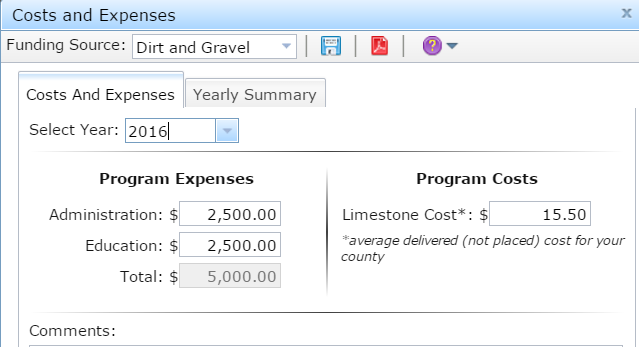 Costs and Expenses x
Funding Source: Dirt and Gravel
Costs And Expenses Yearly Summary
Select Year: 2016
Program Expenses Program Costs
Administration: $ 2,500.00 Limestone Cost*: $ 15.50
Education: $ 2,500.00 *average delivered (not placed) cost for your
county
Total: $ 5,000.00
Comments: